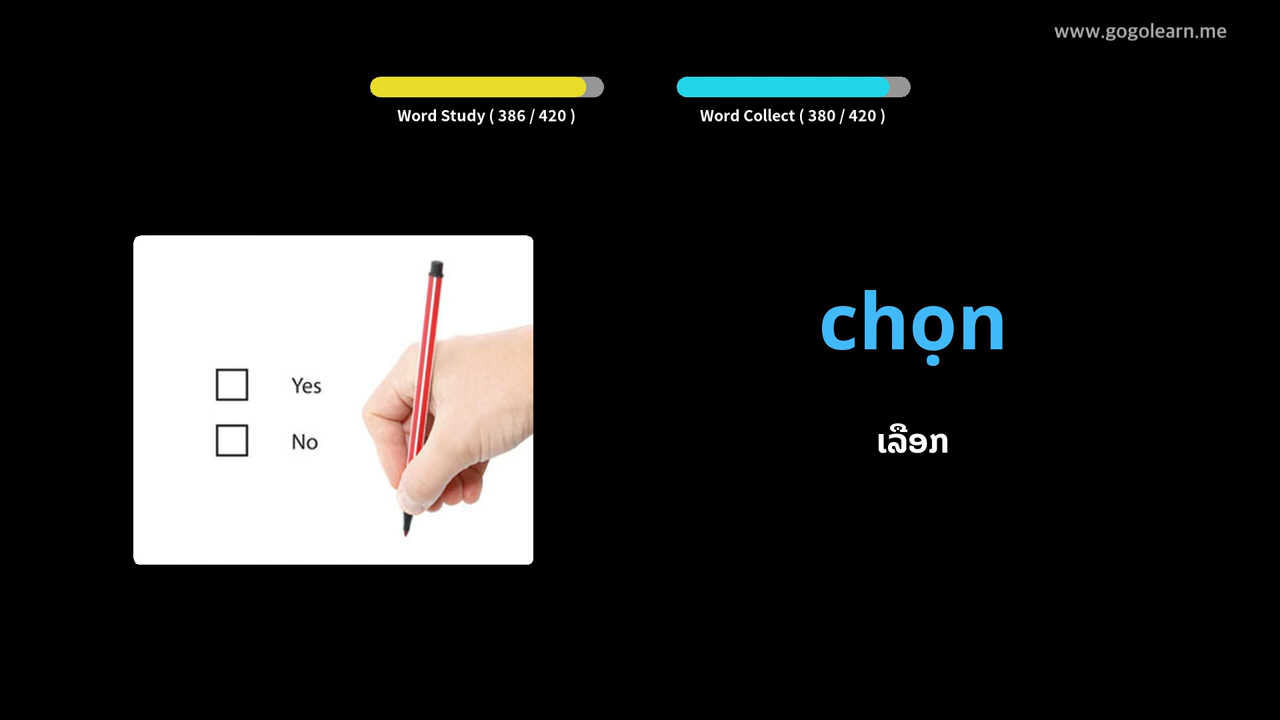 www.gogolearn.me
Word Study ( 386 / 420 )
Word Collect ( 380 / 420 )
Yes
No
chọn
ເລືອກ